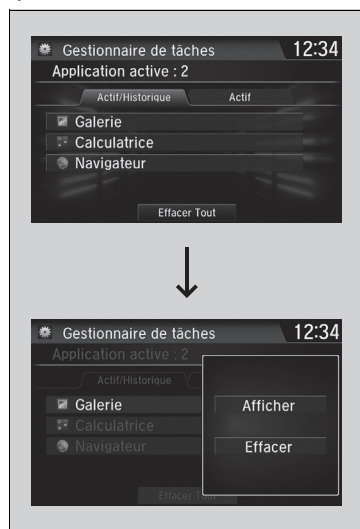 Gestionnaire de tâches 12:34
Application active : 2
Actif/Historique Actif
Galerie
Calculatrice
Navigateur
Effacer Tout
Gestionnaire de tâches 12:34
Application active : 2
Actif/Historique
Galerie Afficher
Calculatrice
Navigateur Effacer
Effacer